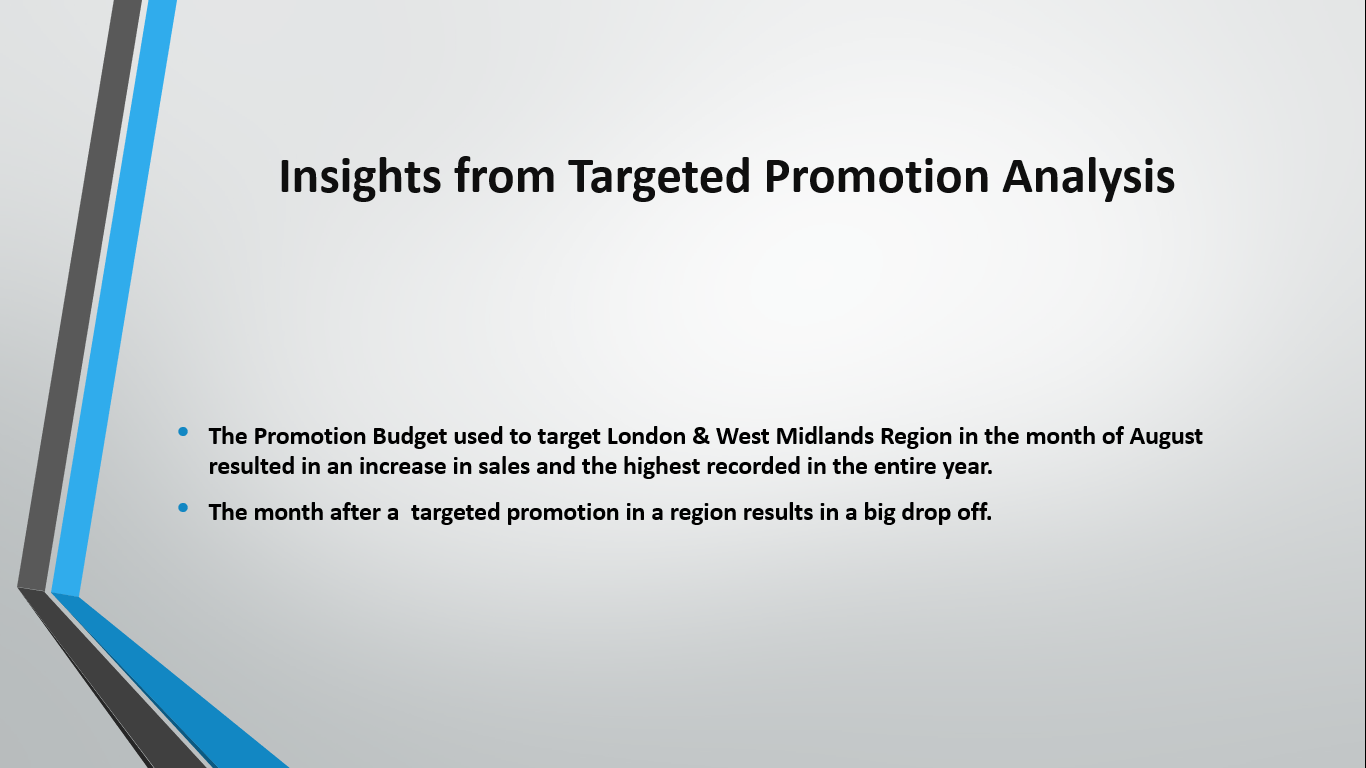 Insights from Targeted Promotion Analysis
• The Promotion Budget used to target London & West Midlands Region in the month of August
resulted in an increase in sales and the highest recorded in the entire year.
• The month after a  targeted promotion in a region results in a big drop off.